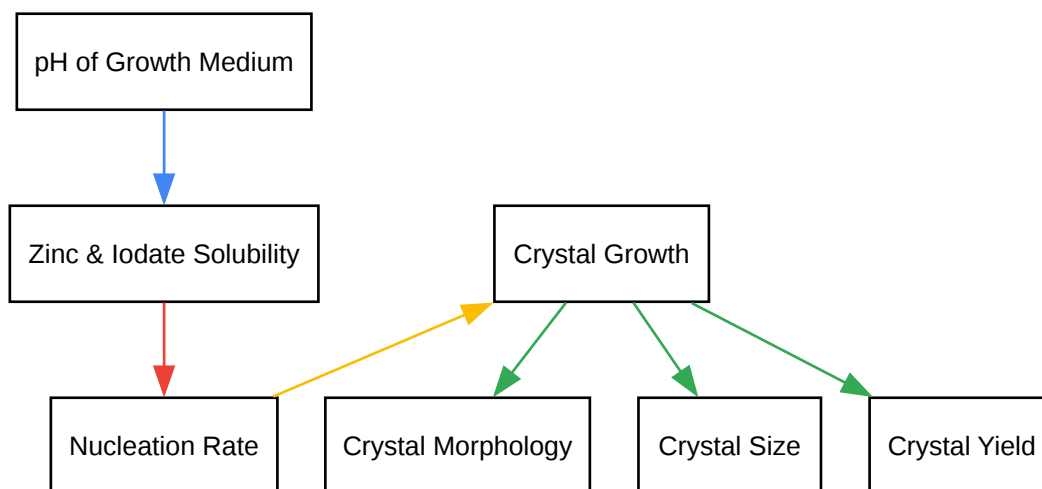 pH of Growth Medium
Zinc & Iodate Solubility
Crystal Growth
Nucleation Rate
Crystal Morphology
Crystal Size
Crystal Yield